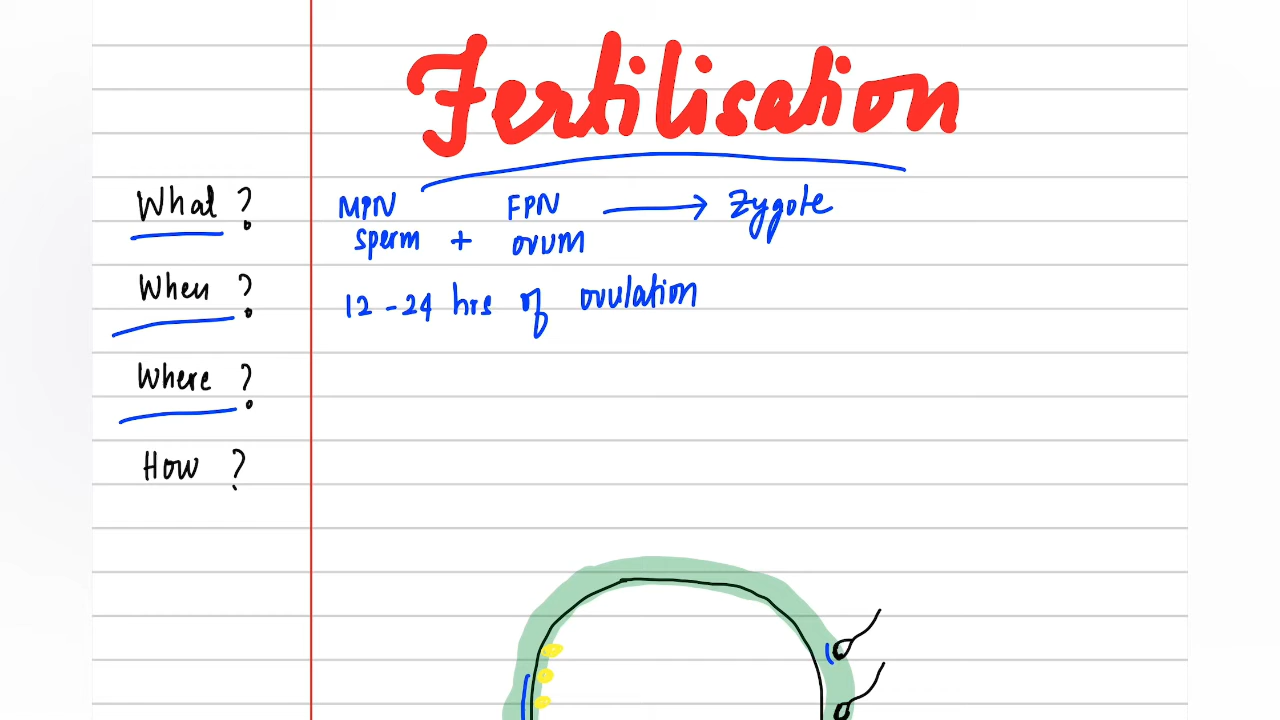 Fertilisation
What ?
MPN FPN → Zygote
sperm + ovum
When ?
12 - 24 hrs of ovulation
Where ?
How ?